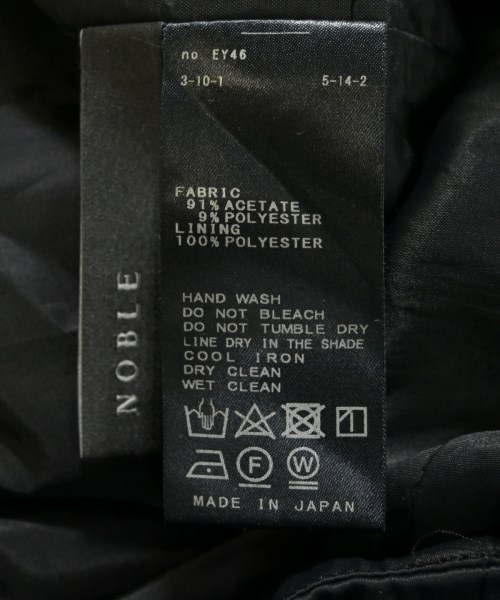 no. EY46
3-10-1 5-14-2
FABRIC
91% ACETATE
9% POLYESTER
LINING
100% POLYESTER
HAND WASH
DO NOT BLEACH
DO NOT TUMBLE DRY
LINE DRY IN THE SHADE
COOL IRON
DRY CLEAN
WET CLEAN
F W
MADE IN JAPAN
NOBLE